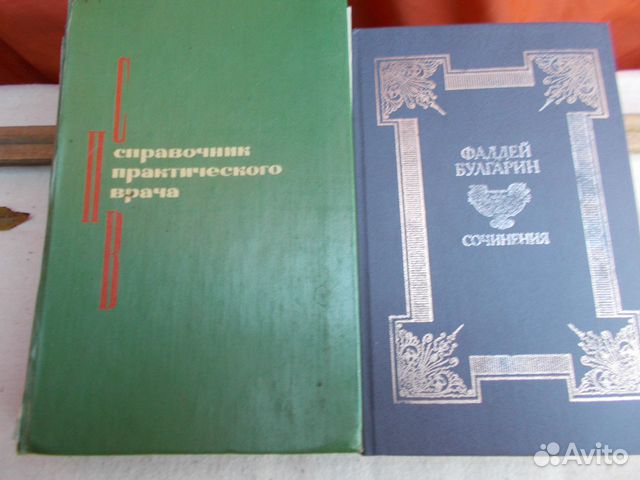 С
П
В
справочник
практического
врача
ФАДДЕЙ
БУЛГАРИН
СОЧИНЕНИЯ
Avito